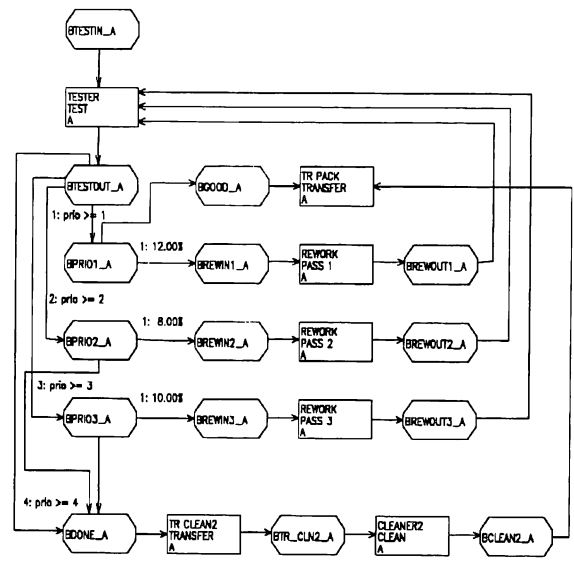 BTESTIN_A
TESTER
TEST
A
BTESTOUT_A
BGOOD_A
TR PACK
TRANSFER
A
1: prio >= 1
BPRIO1_A
1: 12.00%
BREWIN1_A
REWORK
PASS 1
A
BREWOUT1_A
2: prio >= 2
BPRIO2_A
1: 8.00%
BREWIN2_A
REWORK
PASS 2
A
BREWOUT2_A
3: prio >= 3
BPRIO3_A
1: 10.00%
BREWIN3_A
REWORK
PASS 3
A
BREWOUT3_A
4: prio >= 4
BDONE_A
TR CLEAN2
TRANSFER
A
BTR_CLN2_A
CLEANER2
CLEAN
A
BCLEAN2_A